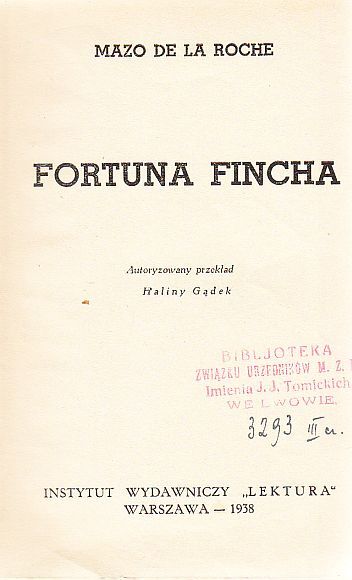 MAZO DE LA ROCHE
FORTUNA FINCHA
Autoryzowany przekład
Haliny Gądek
BIBLJOTEKA
ZWIĄZKU URZĘDNIKÓW M. Z.
Imienia J. J. Tomickich
WE LWOWIE.
3293 III
INSTYTUT WYDAWNICZY „LEKTURA"
WARSZAWA — 1938